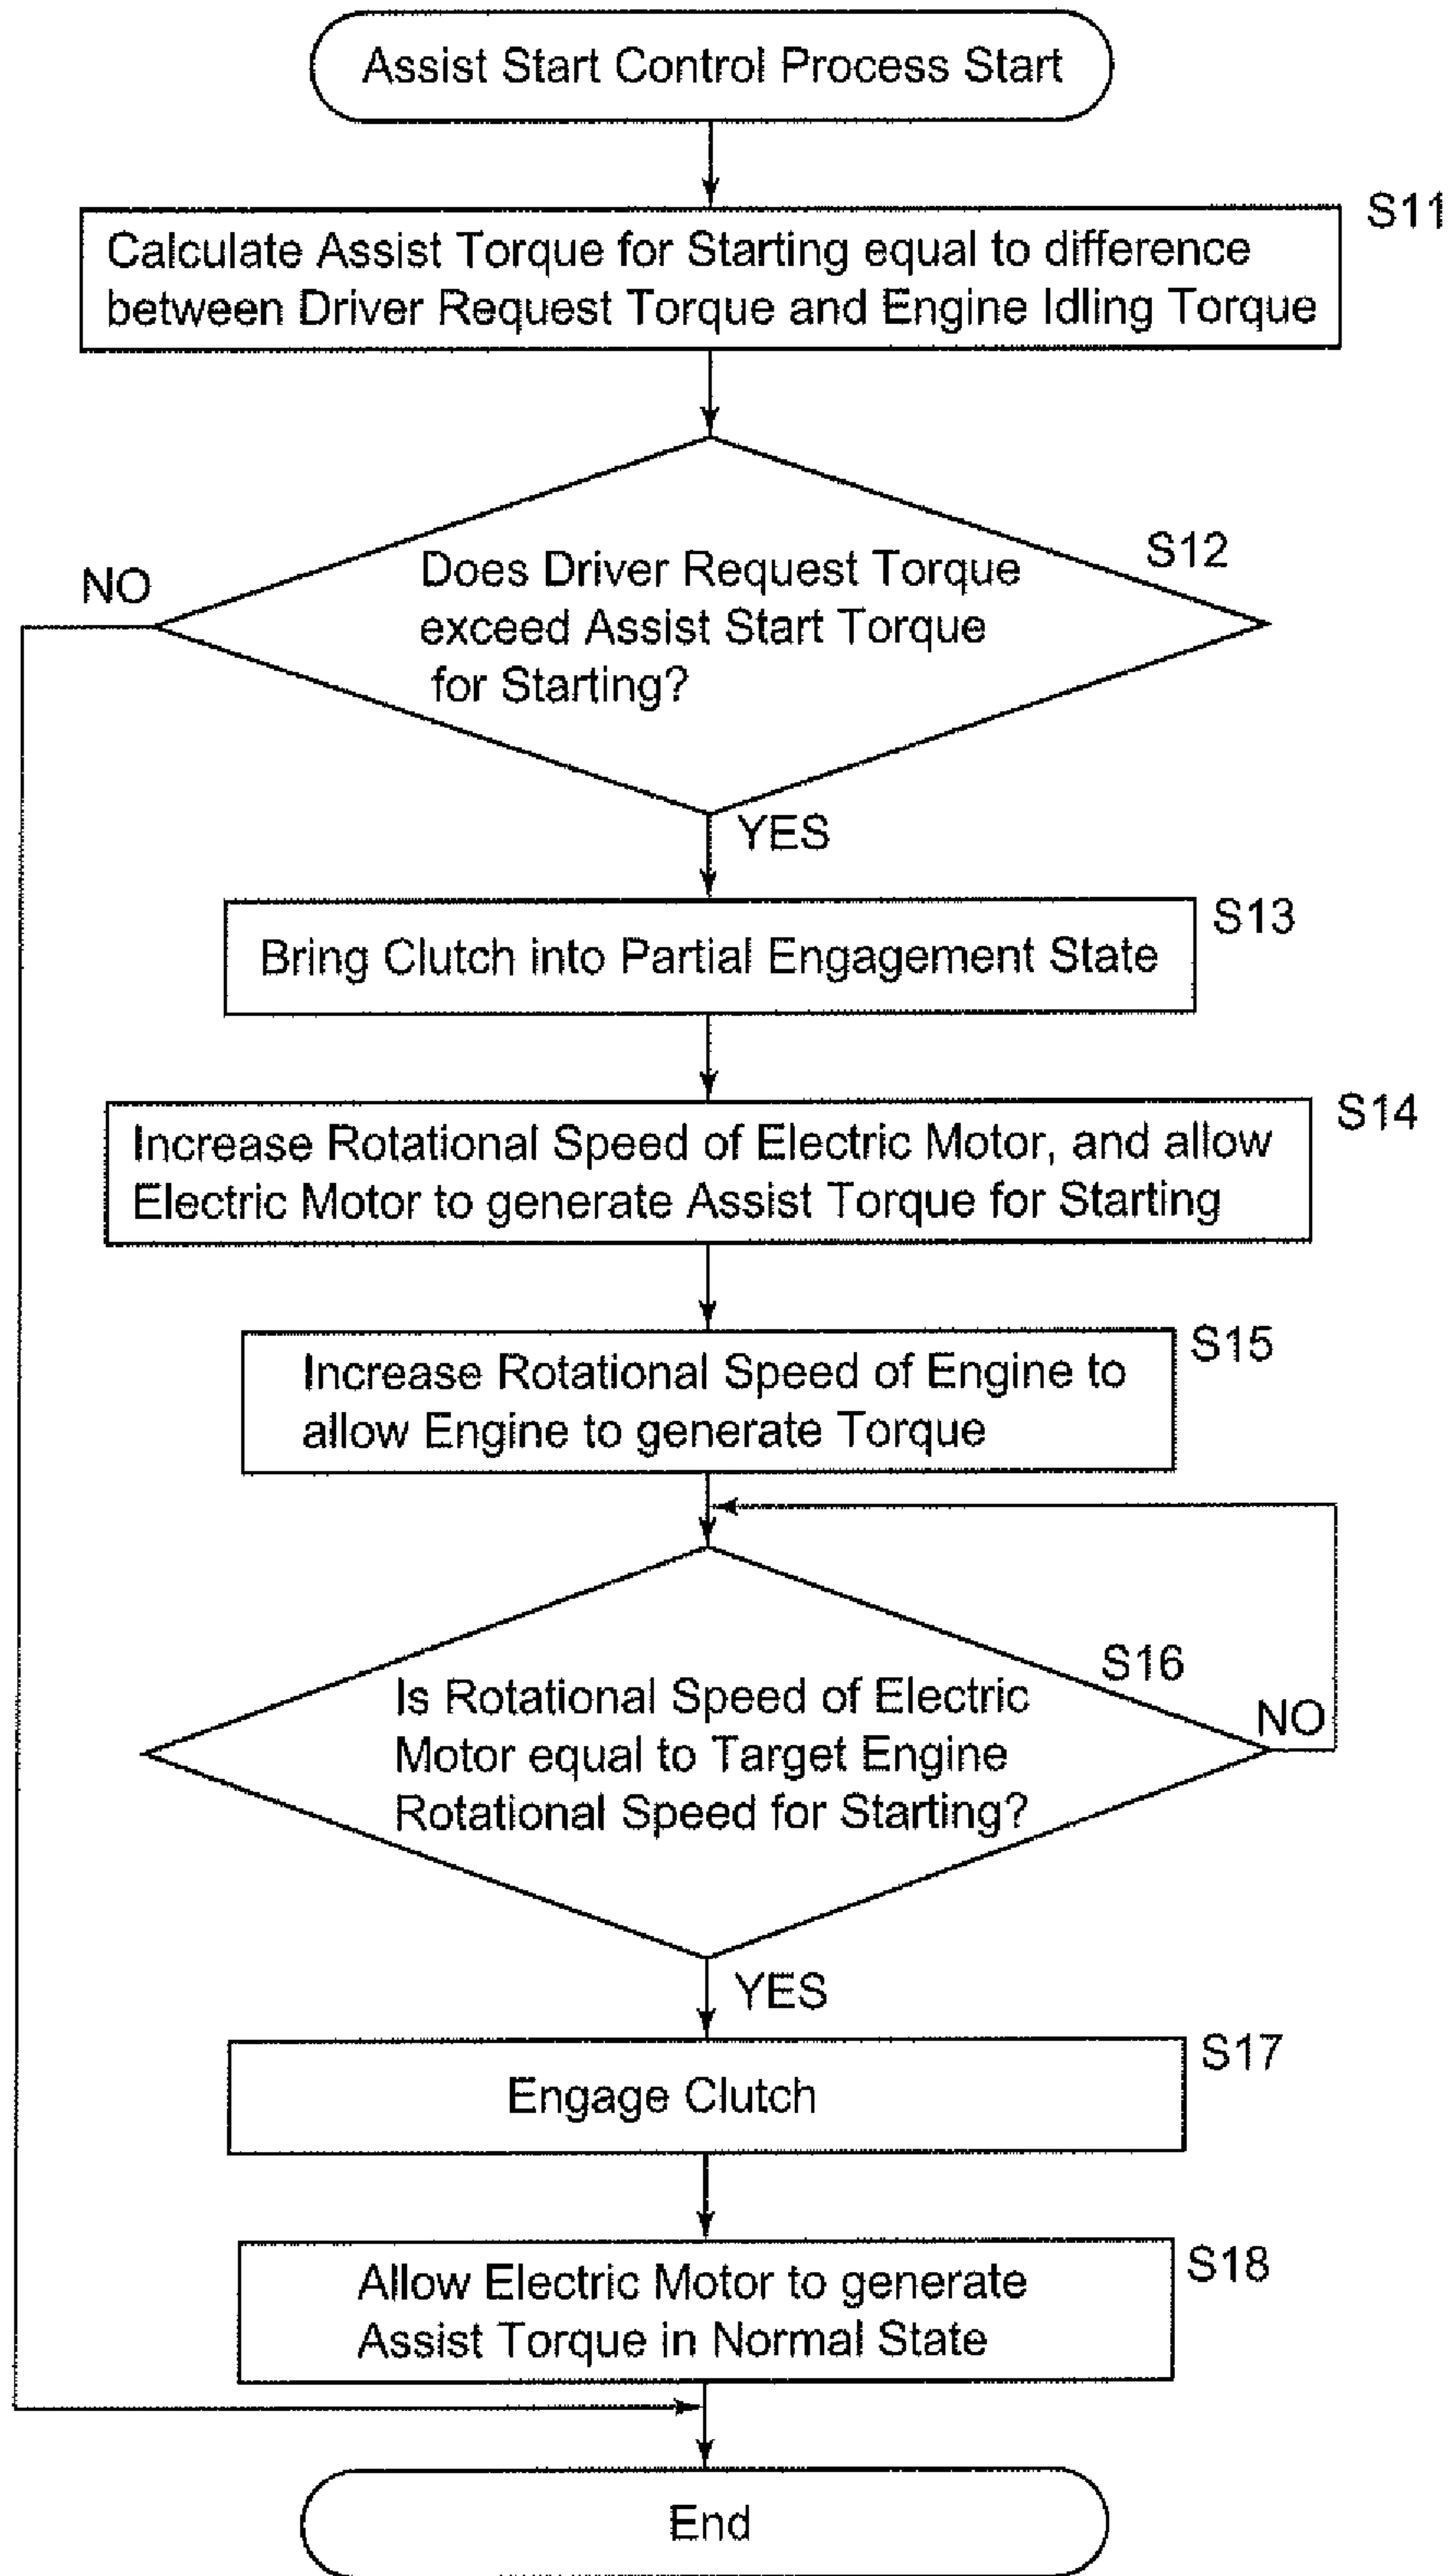 Assist Start Control Process Start
S11
Calculate Assist Torque for Starting equal to difference
between Driver Request Torque and Engine Idling Torque
S12
NO
Does Driver Request Torque
exceed Assist Start Torque
for Starting?
YES
S13
Bring Clutch into Partial Engagement State
S14
Increase Rotational Speed of Electric Motor, and allow
Electric Motor to generate Assist Torque for Starting
S15
Increase Rotational Speed of Engine to
allow Engine to generate Torque
S16
Is Rotational Speed of Electric
Motor equal to Target Engine
Rotational Speed for Starting?
NO
YES
S17
Engage Clutch
S18
Allow Electric Motor to generate
Assist Torque in Normal State
End